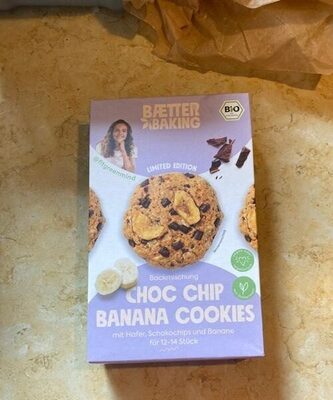 BÆTTER
BAKING
BIO
@fitgreenmind
LIMITED EDITION
Backmischung
CHOC CHIP
BANANA COOKIES
mit Hafer, Schokochips und Banane
für 12-14 Stück